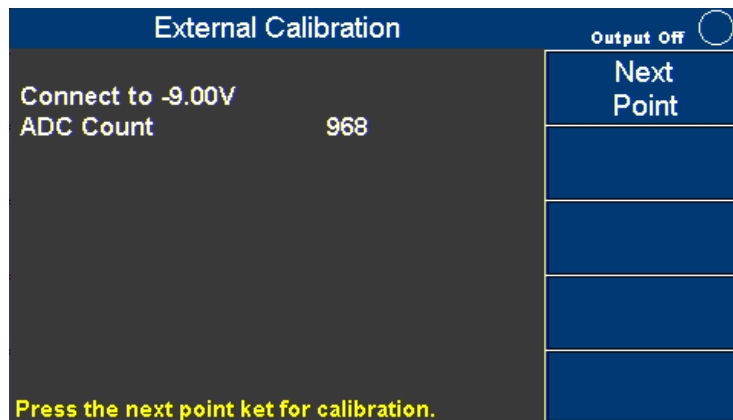 External Calibration
Output Off
Next
Point
Connect to -9.00V
ADC Count 968
Press the next point ket for calibration.